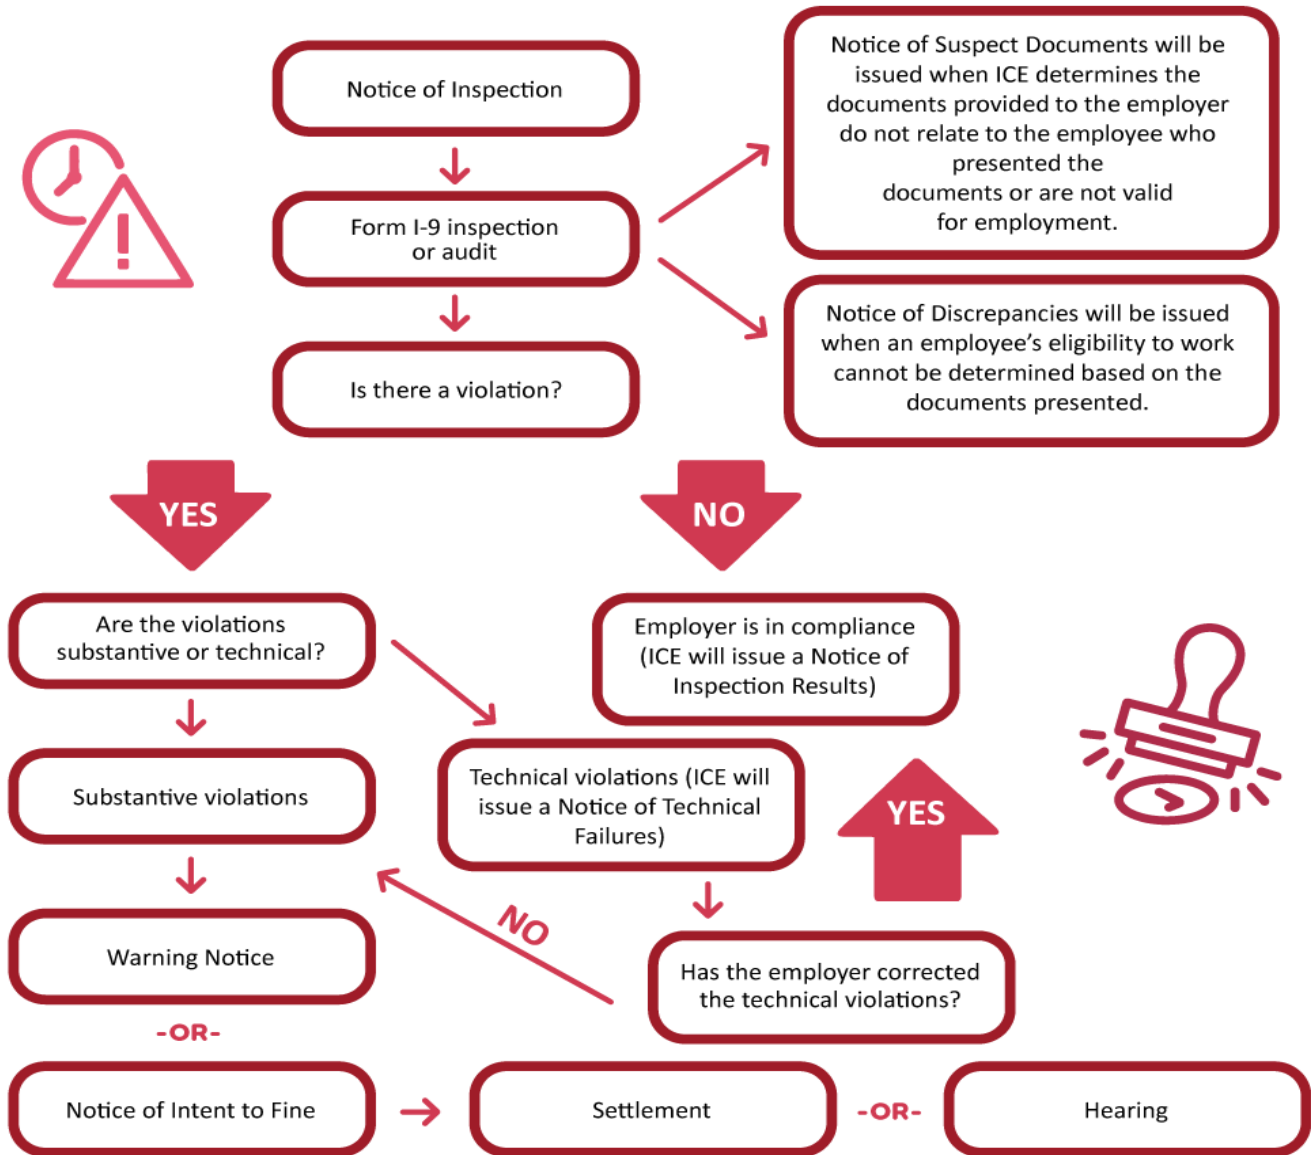 Notice of Inspection
Form I-9 inspection
or audit
Is there a violation?
Notice of Suspect Documents will be
issued when ICE determines the
documents provided to the employer
do not relate to the employee who
presented the
documents or are not valid
for employment.
Notice of Discrepancies will be issued
when an employee’s eligibility to work
cannot be determined based on the
documents presented.
YES
NO
Are the violations
substantive or technical?
Employer is in compliance
(ICE will issue a Notice of
Inspection Results)
Substantive violations
Technical violations (ICE will
issue a Notice of Technical
Failures)
YES
NO
Warning Notice
Has the employer corrected
the technical violations?
-OR-
Notice of Intent to Fine
Settlement
-OR-
Hearing